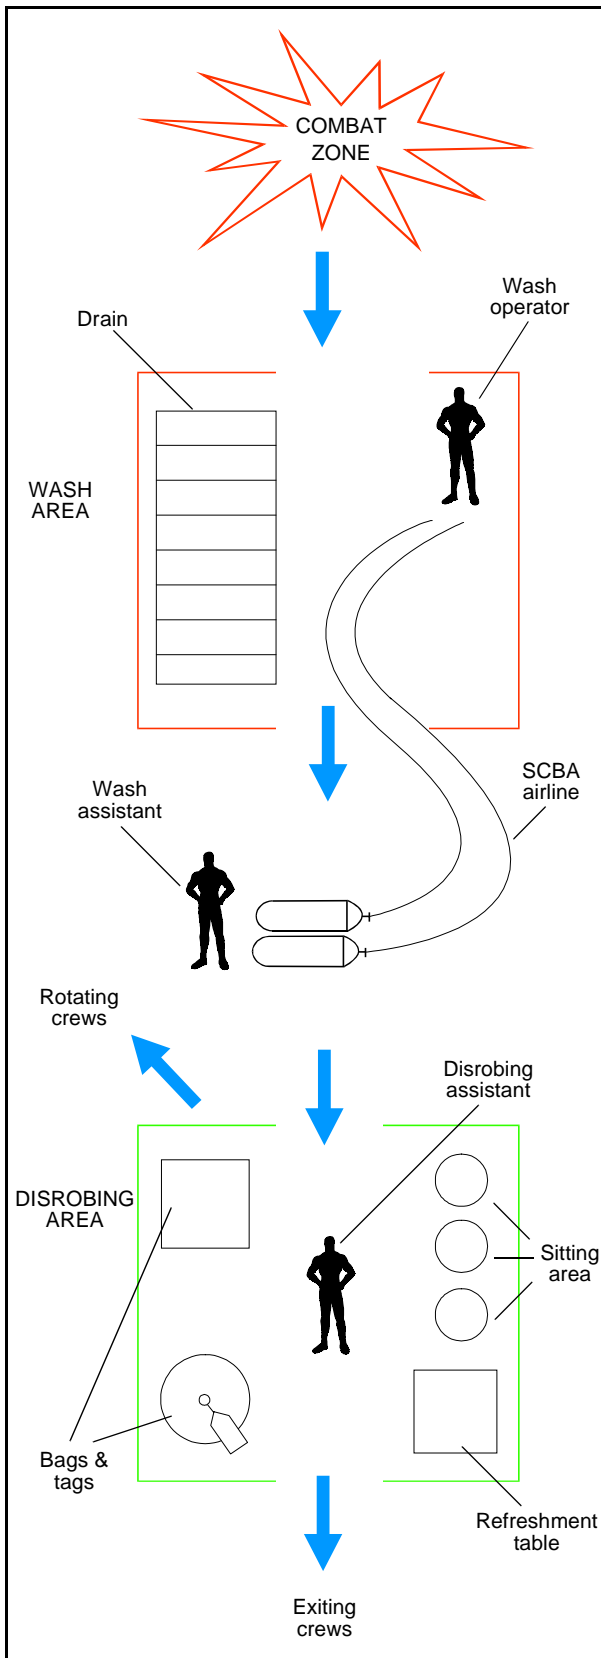 COMBAT
ZONE
Wash
operator
Drain
WASH
AREA
SCBA
airline
Wash
assistant
Rotating
crews
Disrobing
assistant
DISROBING
AREA
Sitting
area
Bags &
tags
Refreshment
table
Exiting
crews